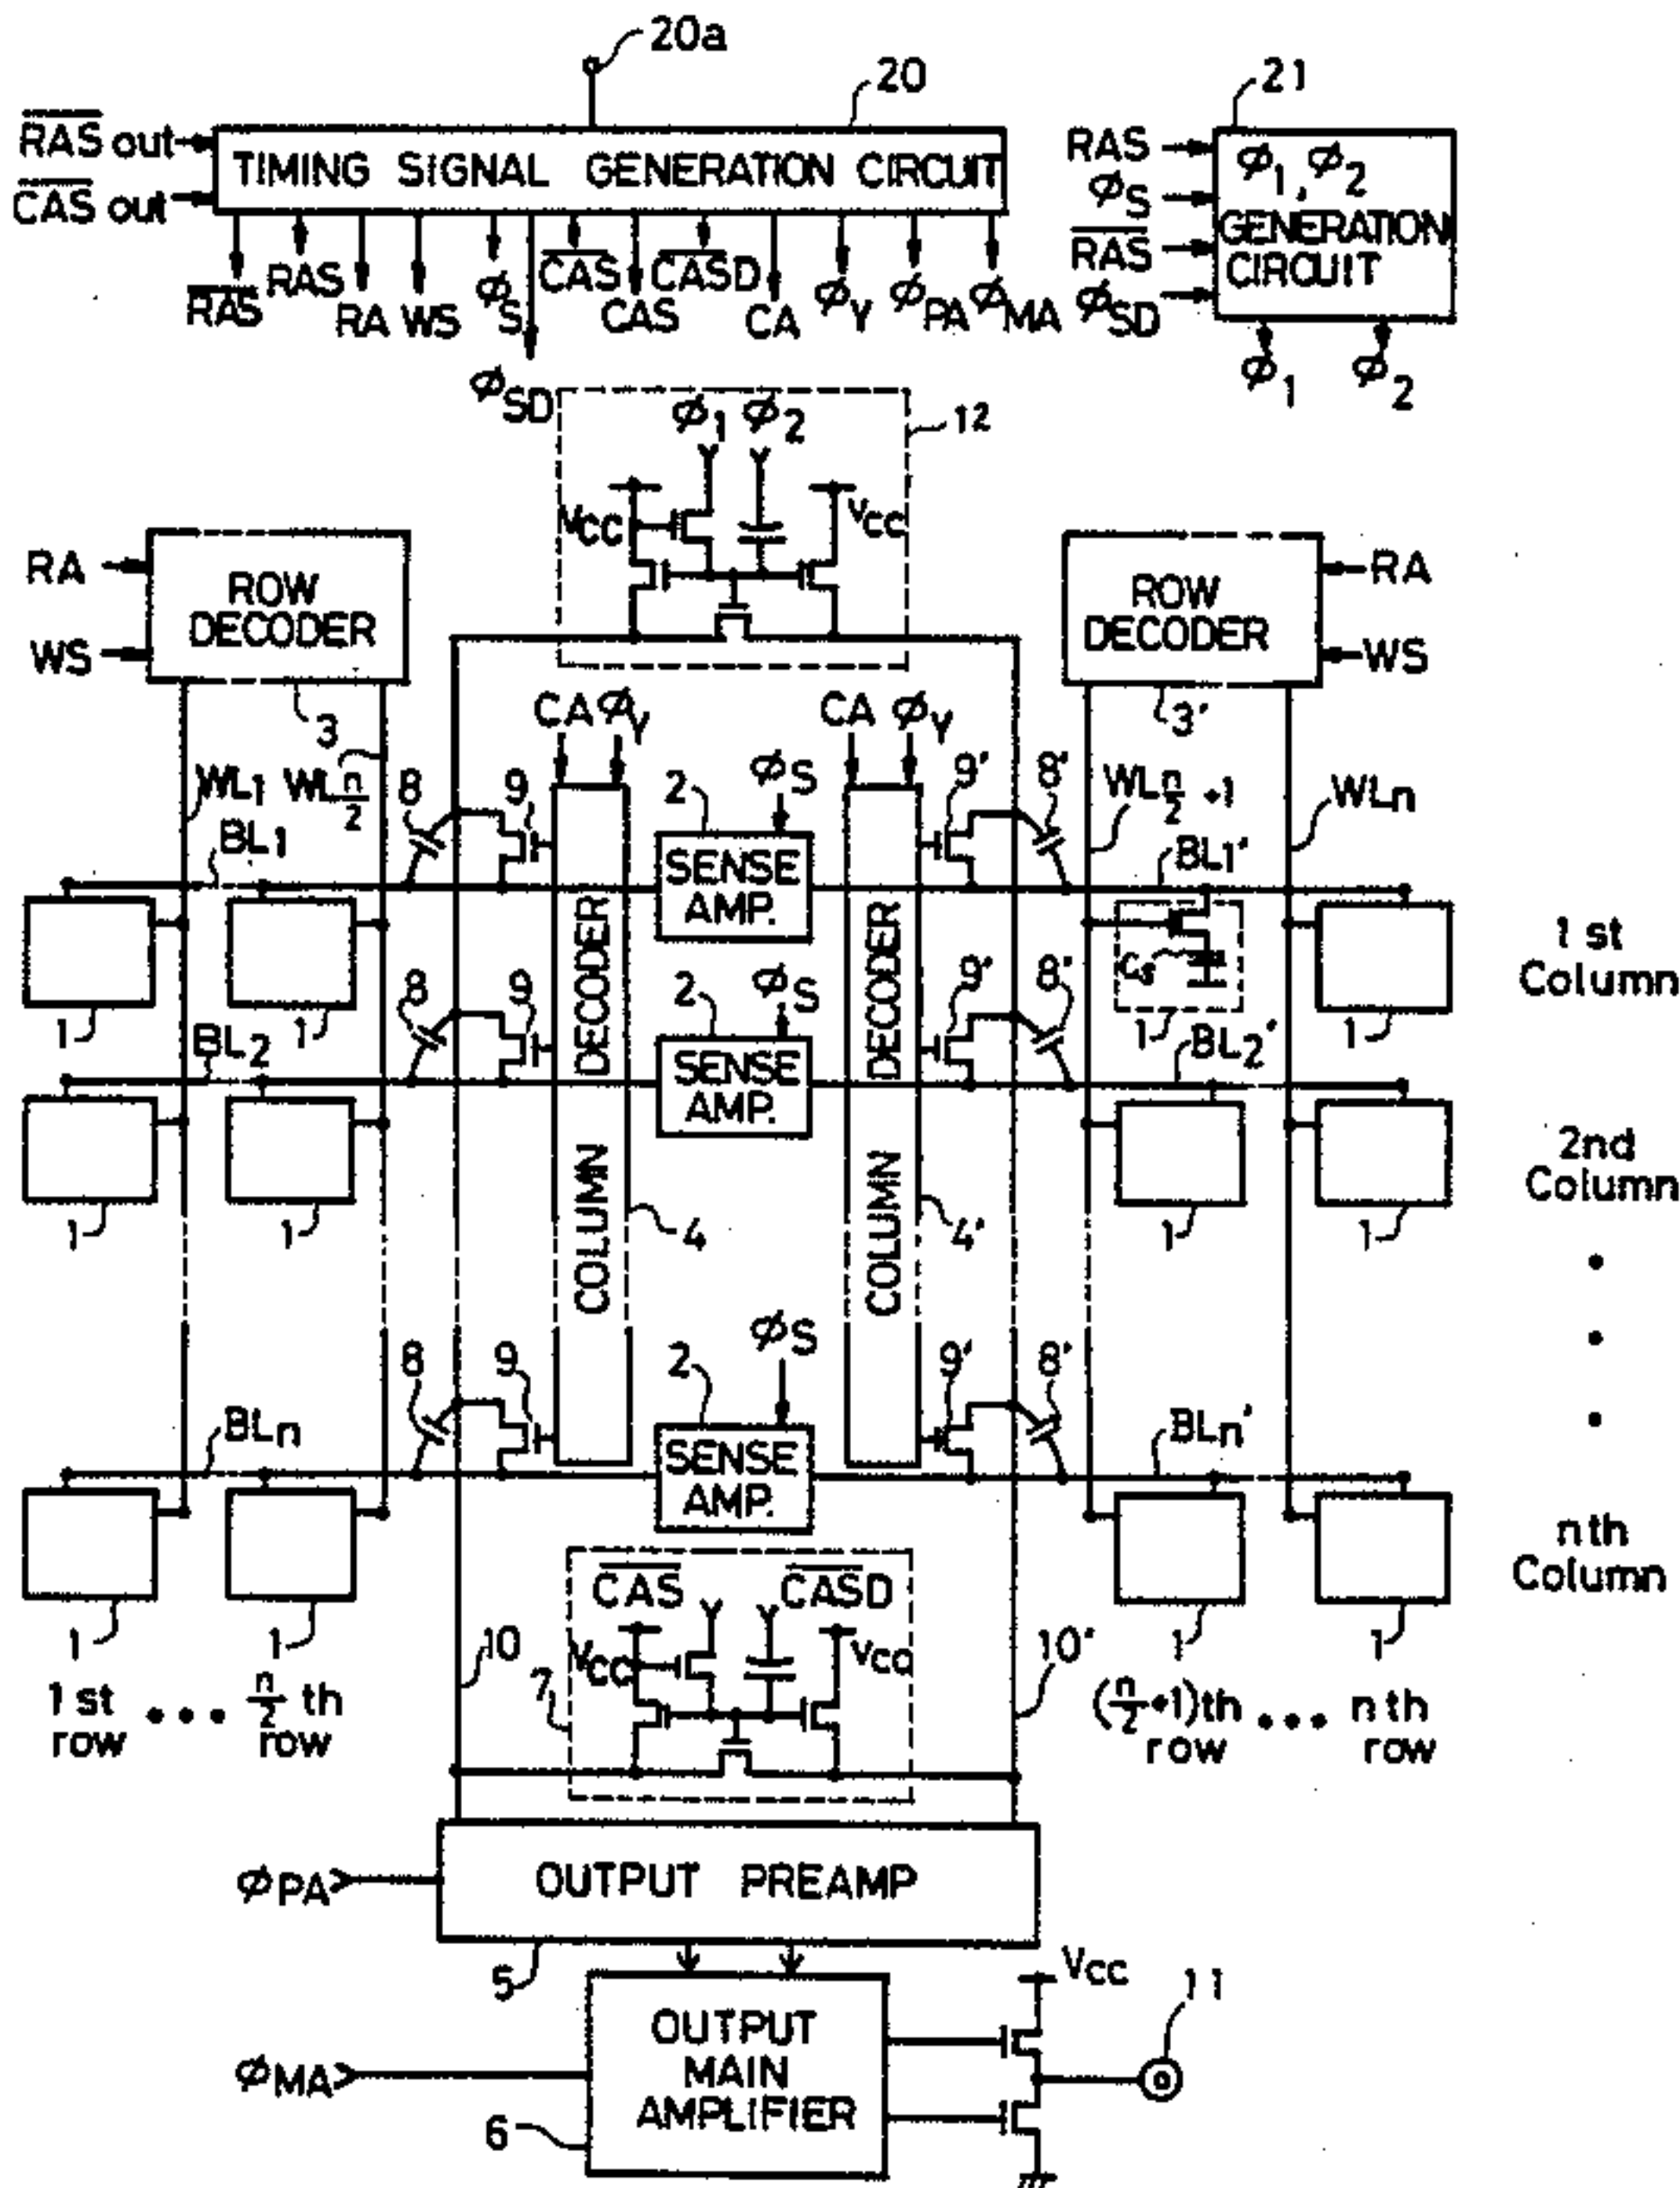 20a
20
21
RAS out
CAS out
TIMING SIGNAL GENERATION CIRCUIT
RAS
RAS
RA
WS
φS
φSD
CAS
CAS
CASD
CA
φY
φPA
φMA
RAS
φS
RAS
φSD
φ1, φ2
GENERATION
CIRCUIT
φ1
φ2
φ1
φ2
12
VCC
VCC
RA
WS
ROW
DECODER
3
ROW
DECODER
3'
RA
WS
WL1
WLn/2
CA
φY
CA
φY
WLn/2+1
WLn
8
9
2
φS
9'
8'
BL1
SENSE
AMP.
BL1'
1
1
Cs
1
1
1st
Column
8
9
2
φS
9'
8'
BL2
SENSE
AMP.
BL2'
1
1
1
1
2nd
Column
COLUMN DECODER
4
COLUMN DECODER
4'
8
9
2
φS
9'
8'
BLn
SENSE
AMP.
BLn'
1
1
1
1
nth
Column
1st
row
• • •
n/2 th
row
(n/2+1)th
row
• • •
nth
row
10
10'
7
CAS
CASD
VCC
VCC
φPA
OUTPUT PREAMP
5
φMA
OUTPUT
MAIN
AMPLIFIER
6
VCC
11